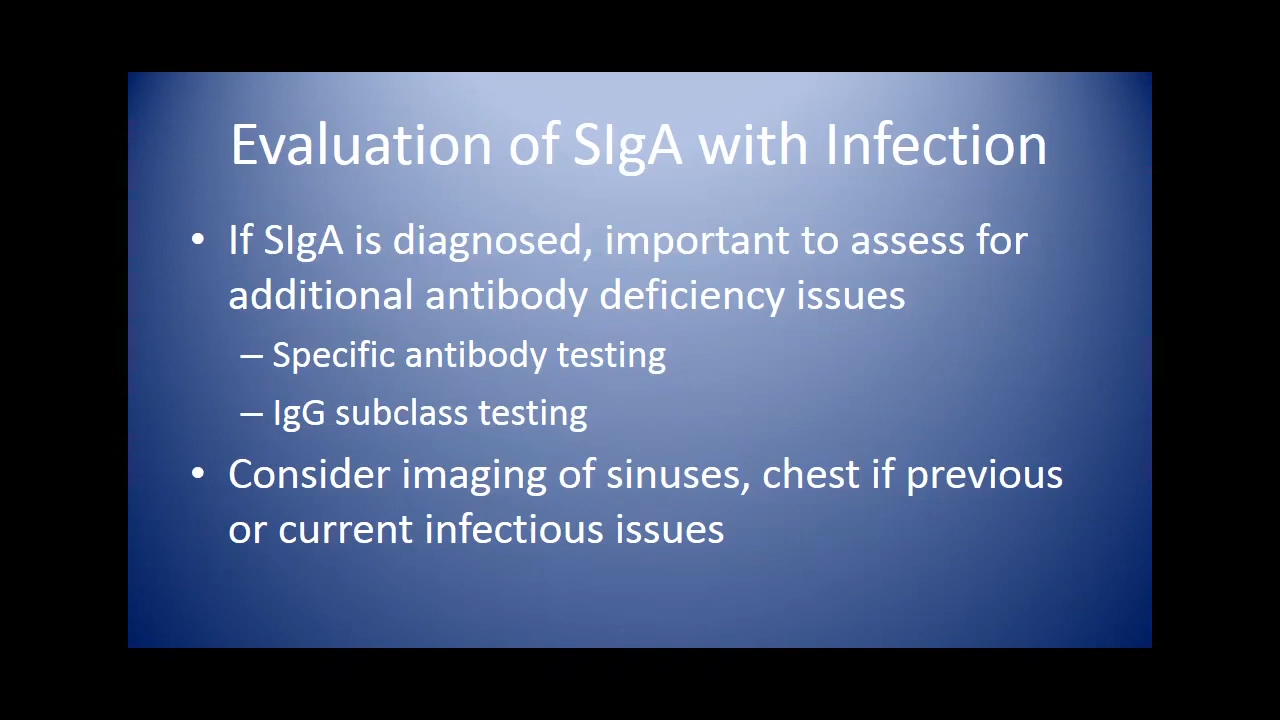 Evaluation of SIgA with Infection
• If SIgA is diagnosed, important to assess for
additional antibody deficiency issues
– Specific antibody testing
– IgG subclass testing
• Consider imaging of sinuses, chest if previous
or current infectious issues